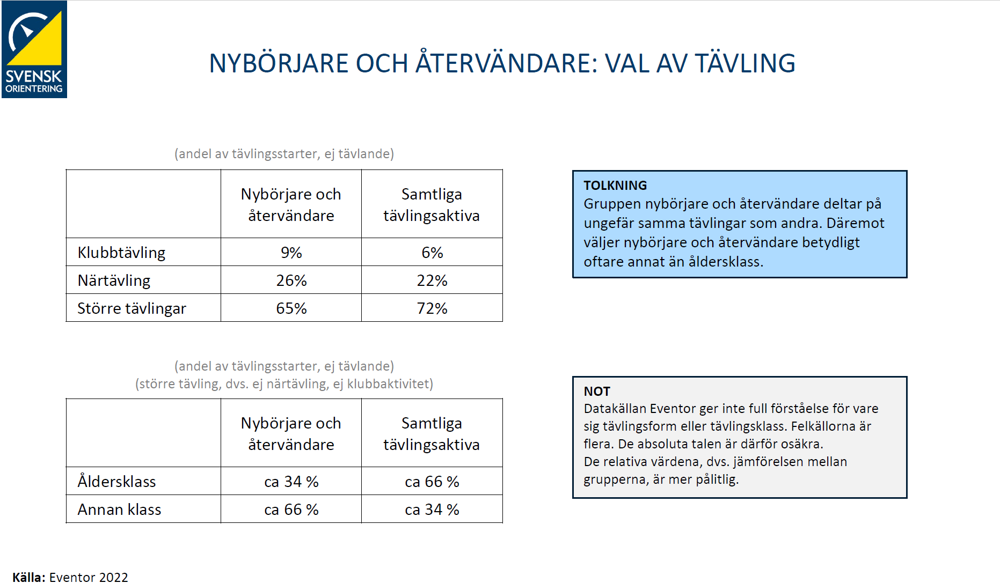 SVENSK
ORIENTERING
NYBÖRJARE OCH ÅTERVÄNDARE: VAL AV TÄVLING
(andel av tävlingsstarter, ej tävlande)
Nybörjare och återvändare Samtliga tävlingsaktiva
Klubbtävling 9% 6%
Närtävling 26% 22%
Större tävlingar 65% 72%
TOLKNING
Gruppen nybörjare och återvändare deltar på
ungefär samma tävlingar som andra. Däremot
väljer nybörjare och återvändare betydligt
oftare annat än åldersklass.
(andel av tävlingsstarter, ej tävlande)
(större tävling, dvs. ej närtävling, ej klubbaktivitet)
Nybörjare och återvändare Samtliga tävlingsaktiva
Åldersklass ca 34 % ca 66 %
Annan klass ca 66 % ca 34 %
NOT
Datakällan Eventor ger inte full förståelse för vare
sig tävlingsform eller tävlingsklass. Felkällorna är
flera. De absoluta talen är därför osäkra.
De relativa värdena, dvs. jämförelsen mellan
grupperna, är mer pålitlig.
Källa: Eventor 2022